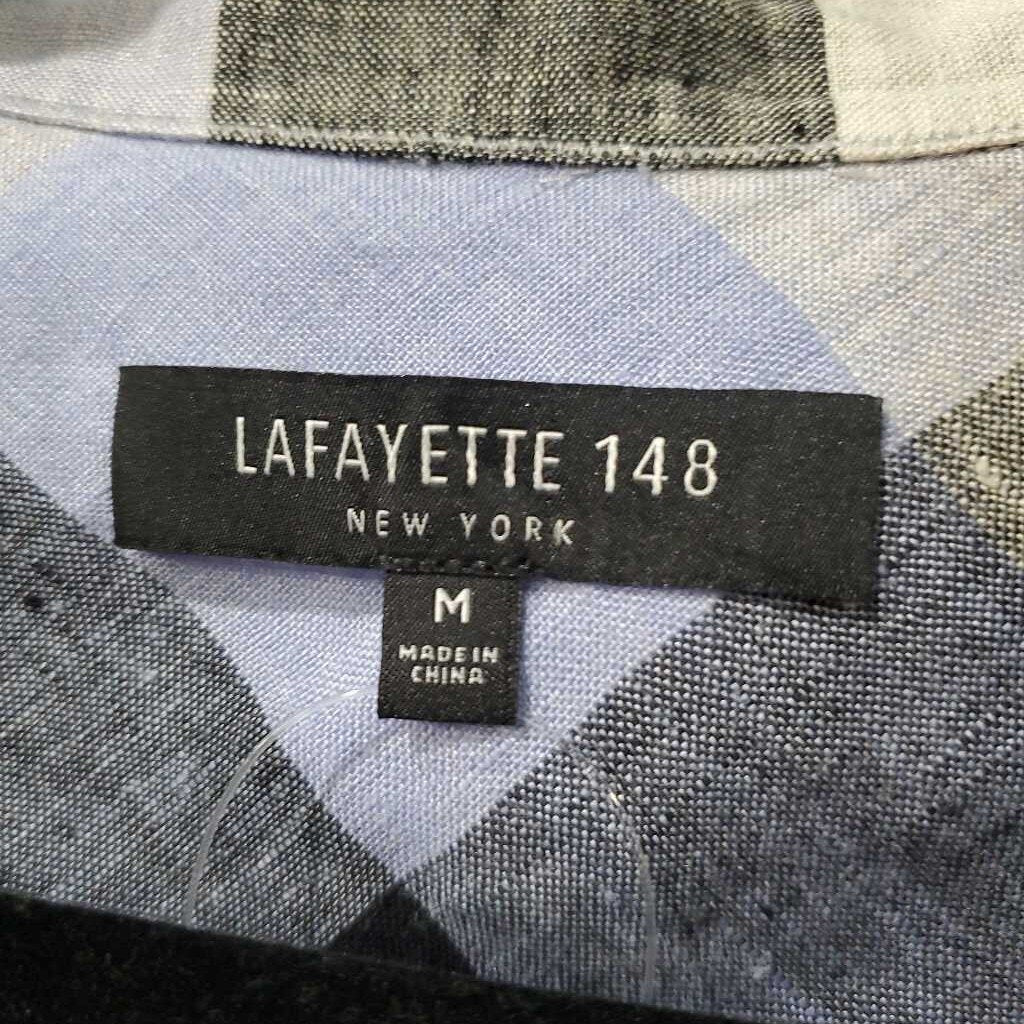 LAFAYETTE 148
NEW YORK
M
MADE IN
CHINA